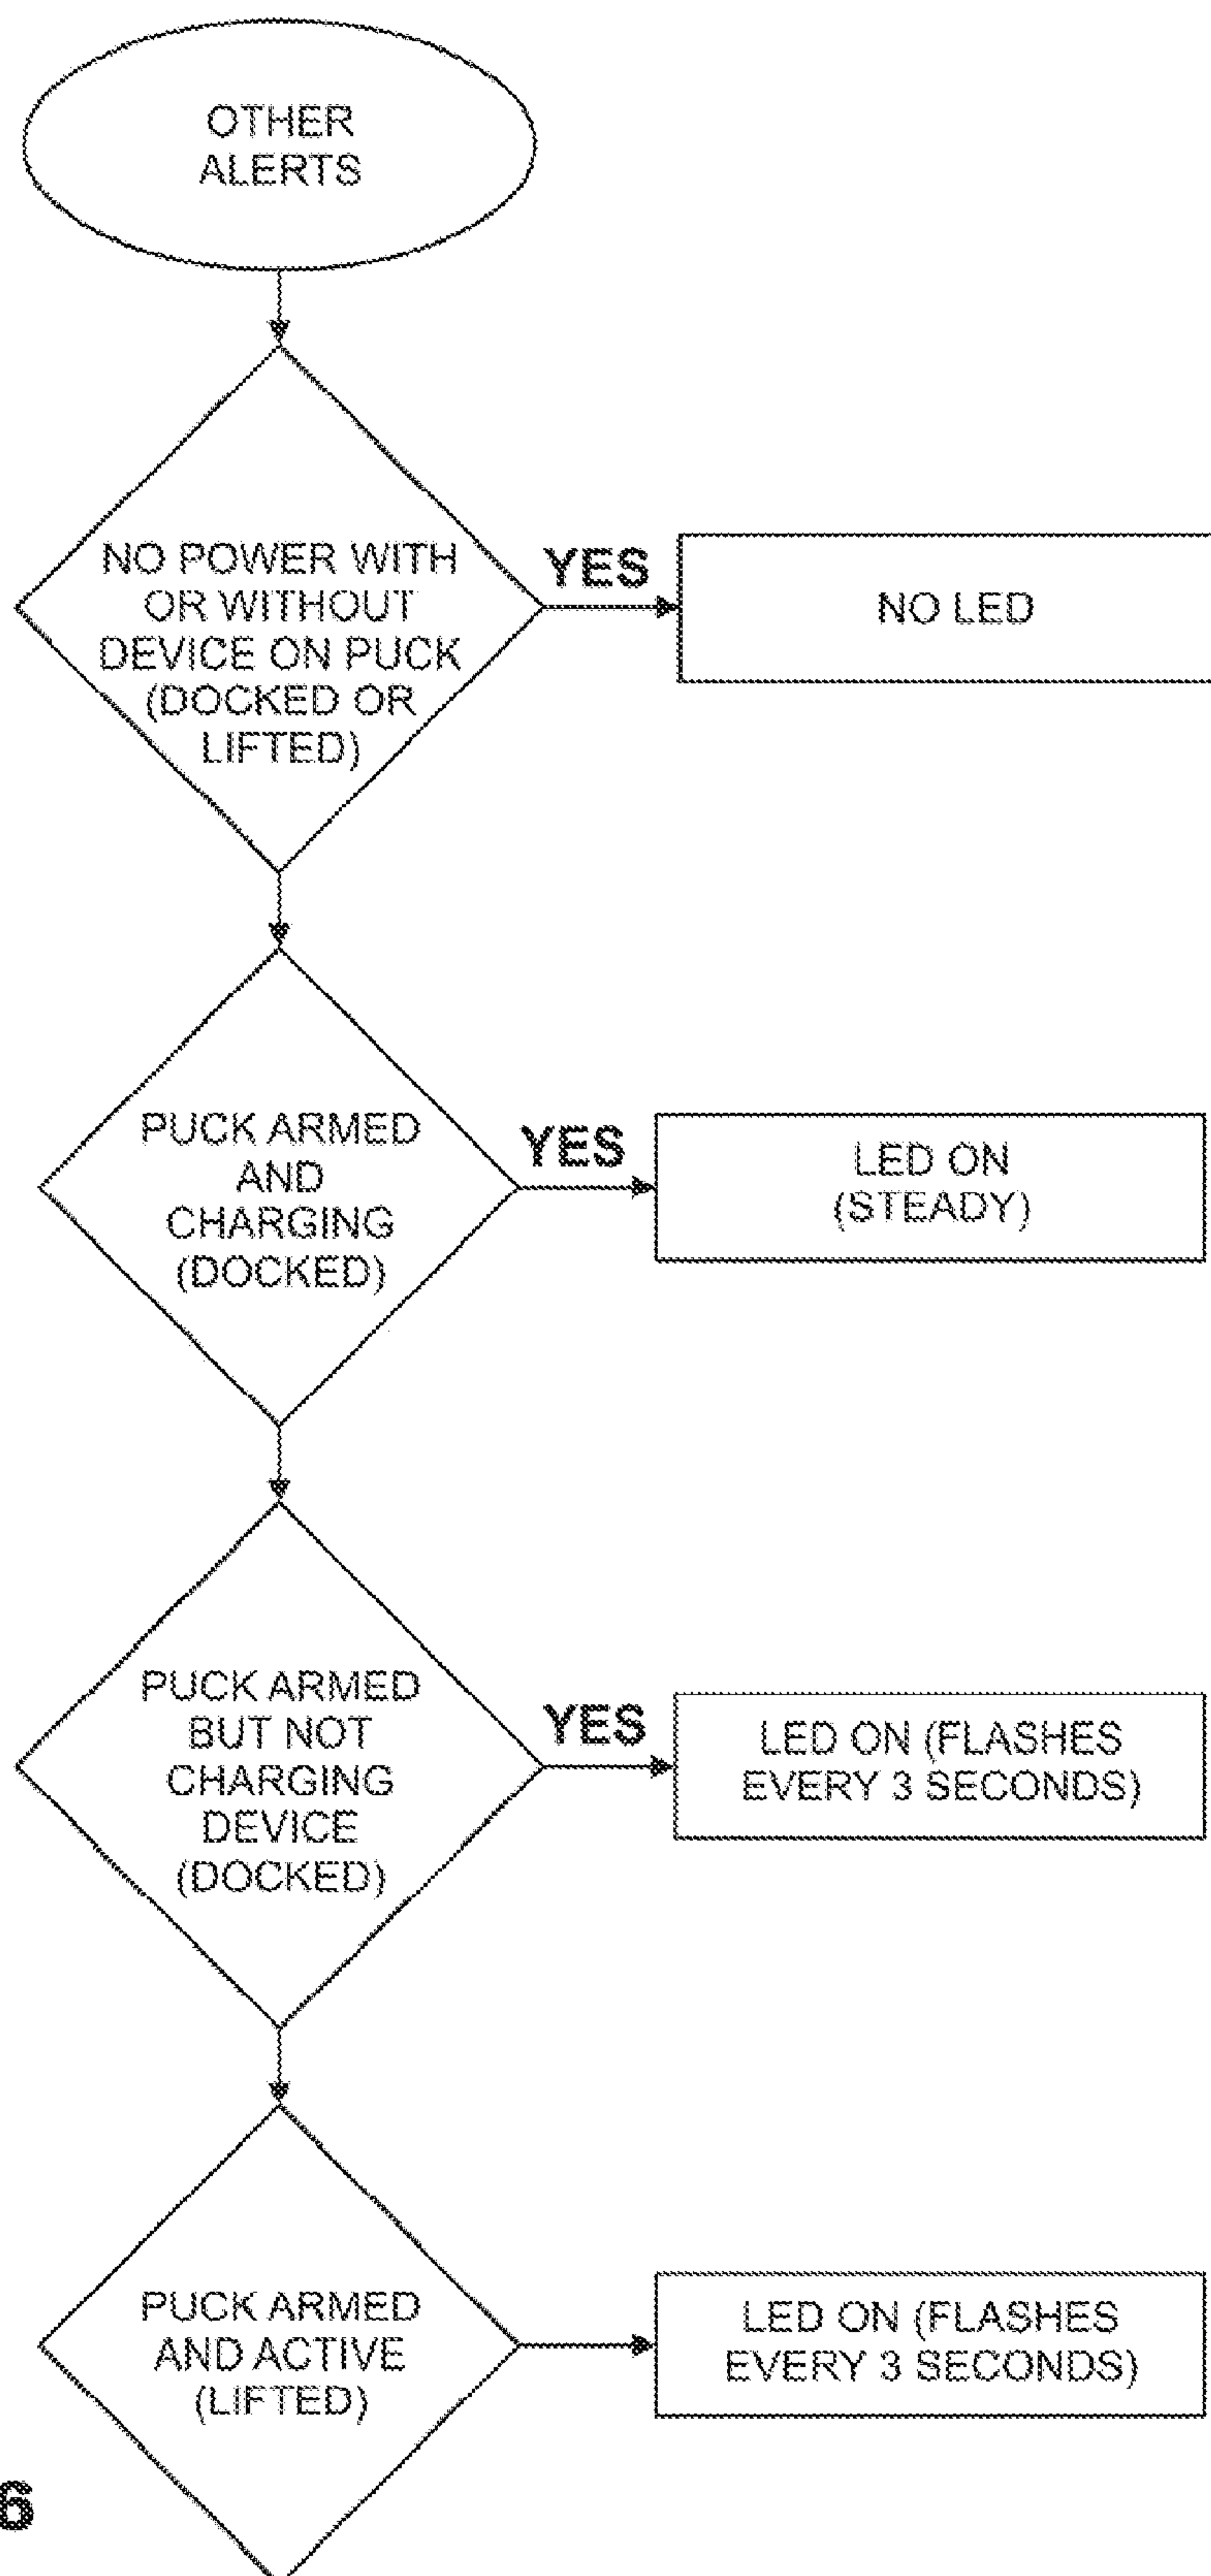 OTHER
ALERTS
NO POWER WITH
OR WITHOUT
DEVICE ON PUCK
(DOCKED OR
LIFTED)
YES
NO LED
PUCK ARMED
AND
CHARGING
(DOCKED)
YES
LED ON
(STEADY)
PUCK ARMED
BUT NOT
CHARGING
DEVICE
(DOCKED)
YES
LED ON (FLASHES
EVERY 3 SECONDS)
PUCK ARMED
AND ACTIVE
(LIFTED)
LED ON (FLASHES
EVERY 3 SECONDS)
6